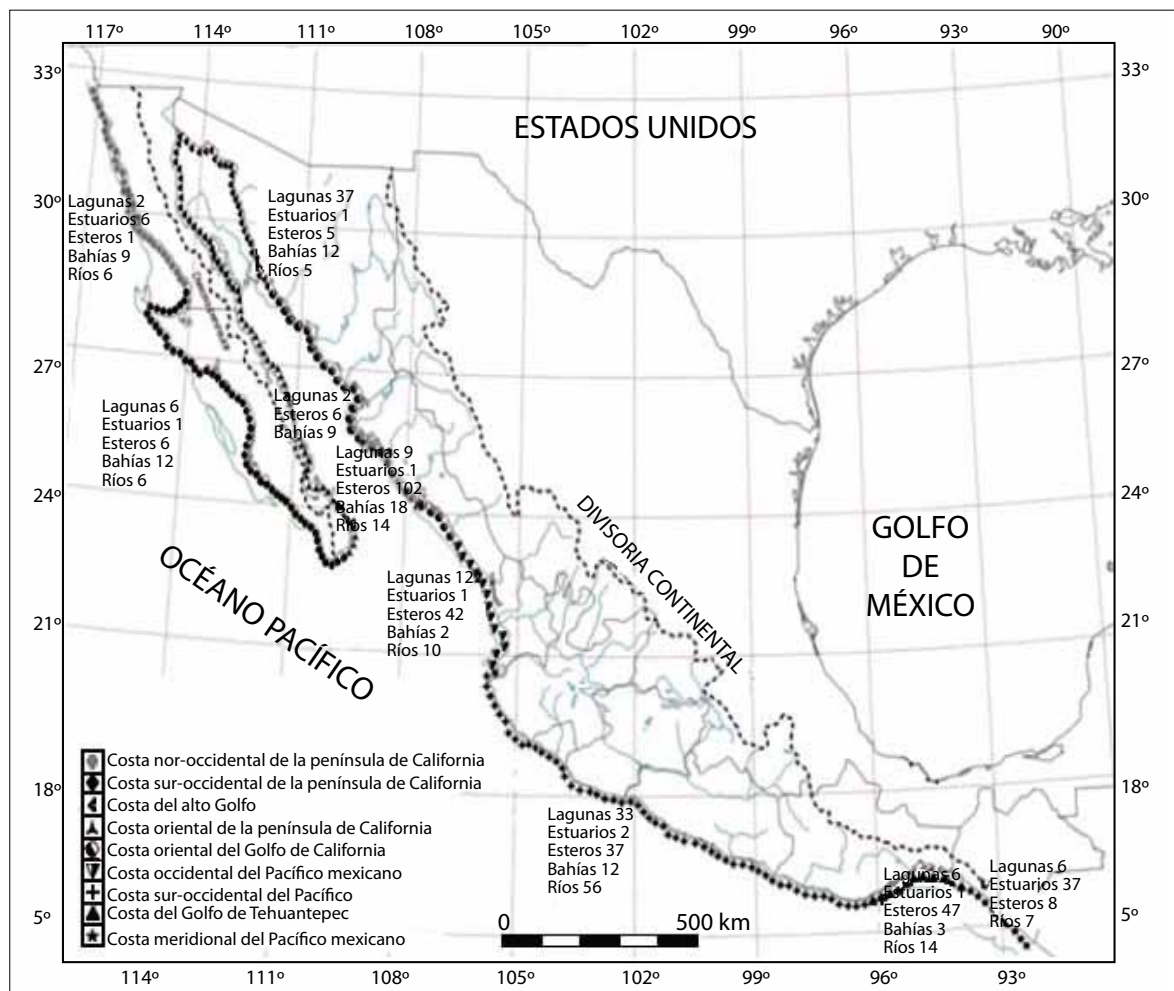 117º 114º 111º 108º 105º 102º 99º 96º 93º 90º
33º
33º
ESTADOS UNIDOS
30º
30º
Lagunas 2
Estuarios 6
Esteros 1
Bahías 9
Ríos 6
Lagunas 37
Estuarios 1
Esteros 5
Bahías 12
Ríos 5
27º
27º
Lagunas 6
Estuarios 1
Esteros 6
Bahías 12
Ríos 6
Lagunas 2
Esteros 6
Bahías 9
Lagunas 9
Estuarios 1
Esteros 102
Bahías 18
Ríos 14
24º
24º
DIVISORIA CONTINENTAL
GOLFO
DE
MÉXICO
OCÉANO PACÍFICO
Lagunas 12
Estuarios 1
Esteros 42
Bahías 2
Ríos 10
21º
21º
Costa nor-occidental de la península de California
Costa sur-occidental de la península de California
Costa del alto Golfo
Costa oriental de la península de California
Costa oriental del Golfo de California
Costa occidental del Pacífico mexicano
Costa sur-occidental del Pacífico
Costa del Golfo de Tehuantepec
Costa meridional del Pacífico mexicano
18º
18º
Lagunas 33
Estuarios 2
Esteros 37
Bahías 12
Ríos 56
Lagunas 6
Estuarios 1
Esteros 47
Bahías 3
Ríos 14
Lagunas 6
Estuarios 37
Esteros 8
Ríos 7
5º
5º
0 500 km
114º 111º 108º 105º 102º 99º 96º 93º